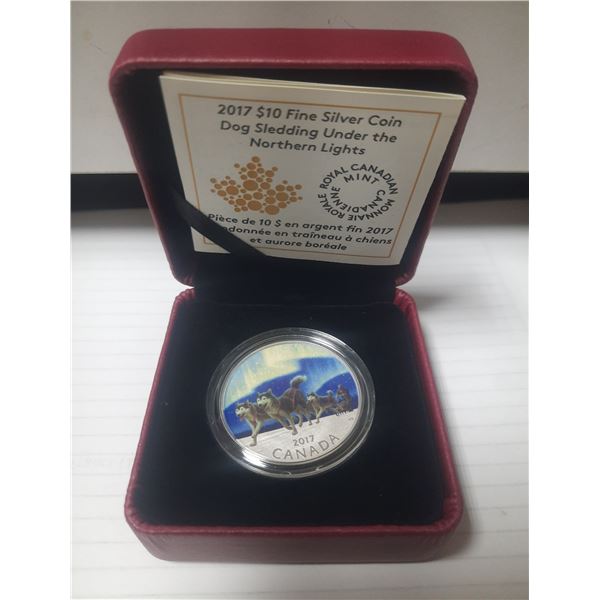 2017 $10 Fine Silver Coin
Dog Sledding Under the
Northern Lights
ROYAL CANADIAN MINT
MONNAIE ROYALE CANADIENNE
Pièce de 10 $ en argent fin 2017
en traîneau à chiens
et aurore boréale
2017
CANADA